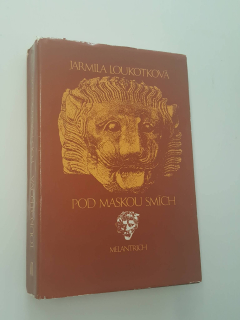 JARMILA LOUKOTKOVÁ
POD MASKOU SMÍCH
MELANTRICH